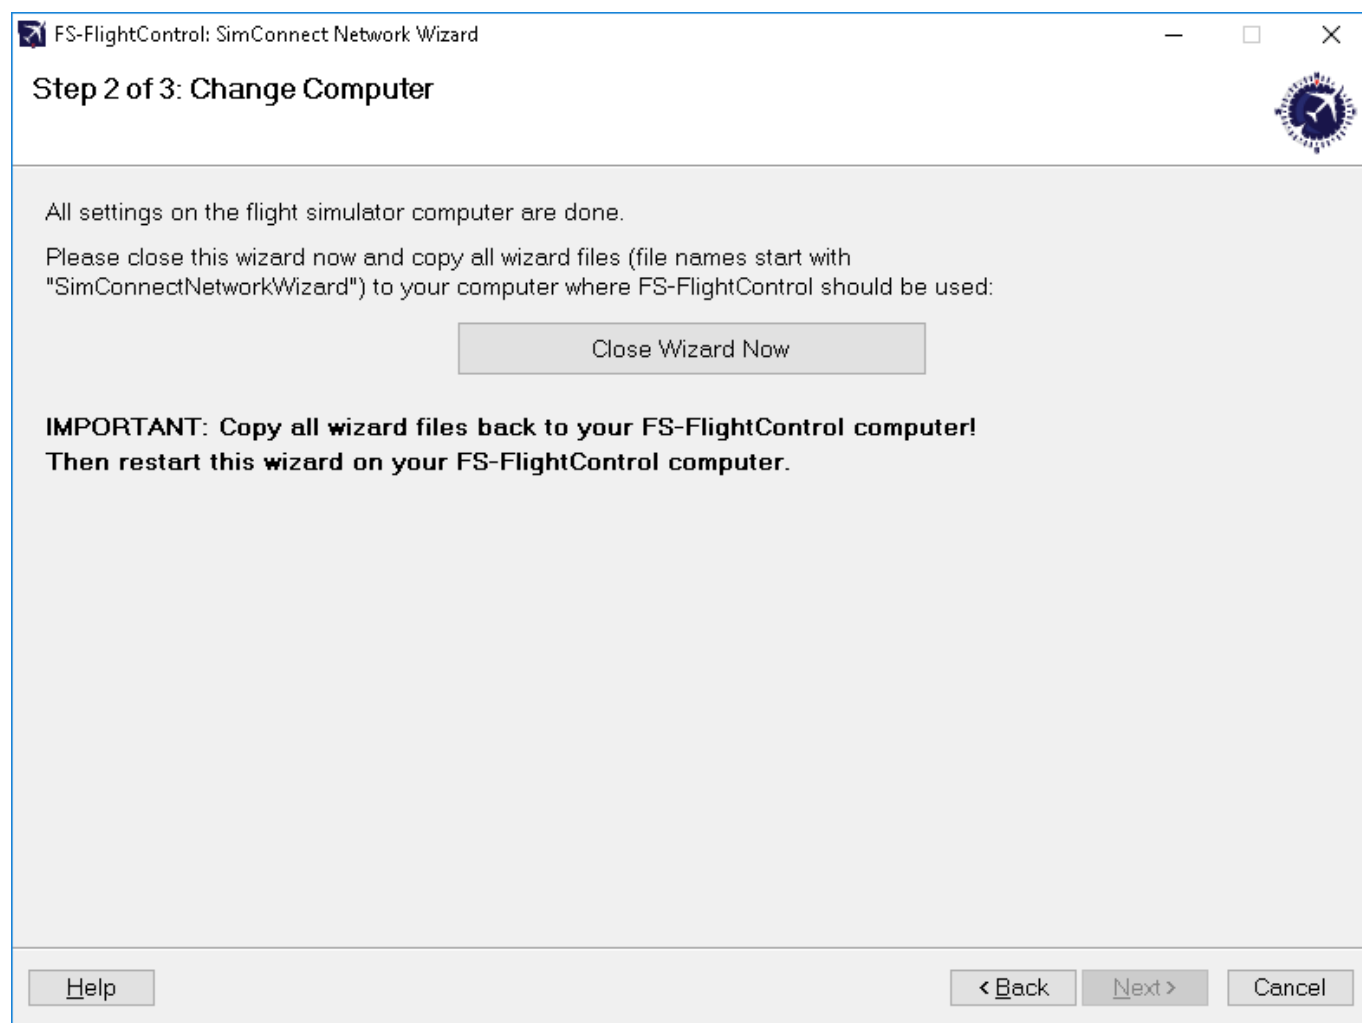 FS-FlightControl: SimConnect Network Wizard
Step 2 of 3: Change Computer
All settings on the flight simulator computer are done.
Please close this wizard now and copy all wizard files (file names start with
"SimConnectNetworkWizard") to your computer where FS-FlightControl should be used:
Close Wizard Now
IMPORTANT: Copy all wizard files back to your FS-FlightControl computer!
Then restart this wizard on your FS-FlightControl computer.
Help
< Back
Next >
Cancel